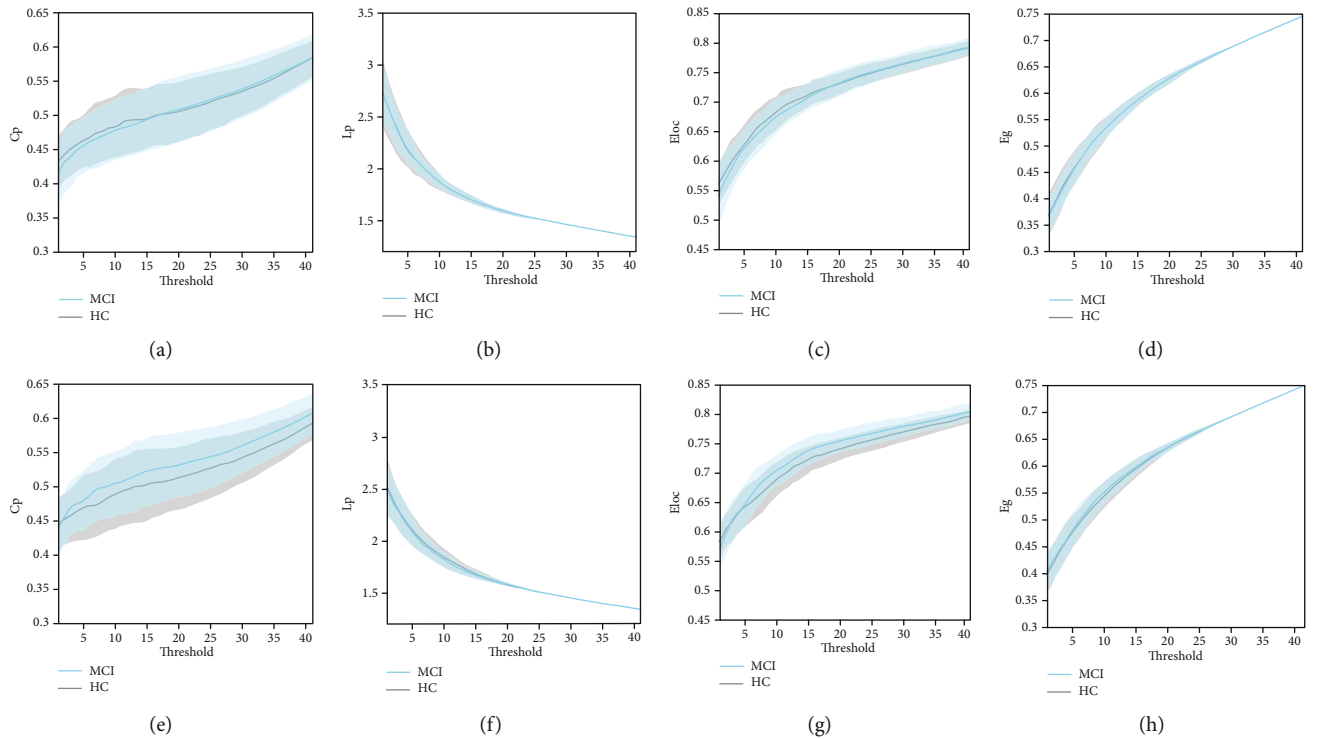 0.65
0.6
0.55
0.5
0.45
0.4
0.35
0.3
Cp
5 10 15 20 25 30 35 40
Threshold
MCI
HC
(a)
3.5
3
2.5
2
1.5
Lp
5 10 15 20 25 30 35 40
Threshold
MCI
HC
(b)
0.85
0.8
0.75
0.7
0.65
0.6
0.55
0.5
0.45
Eloc
5 10 15 20 25 30 35 40
Threshold
MCI
HC
(c)
0.75
0.7
0.65
0.6
0.55
0.5
0.45
0.4
0.35
0.3
Eg
5 10 15 20 25 30 35 40
Threshold
MCI
HC
(d)
0.65
0.6
0.55
0.5
0.45
0.4
0.35
0.3
Cp
5 10 15 20 25 30 35 40
Threshold
MCI
HC
(e)
3.5
3
2.5
2
1.5
Lp
5 10 15 20 25 30 35 40
Threshold
MCI
HC
(f)
0.85
0.8
0.75
0.7
0.65
0.6
0.55
0.5
0.45
Eloc
5 10 15 20 25 30 35 40
Threshold
MCI
HC
(g)
0.75
0.7
0.65
0.6
0.55
0.5
0.45
0.4
0.35
0.3
Eg
5 10 15 20 25 30 35 40
Threshold
MCI
HC
(h)